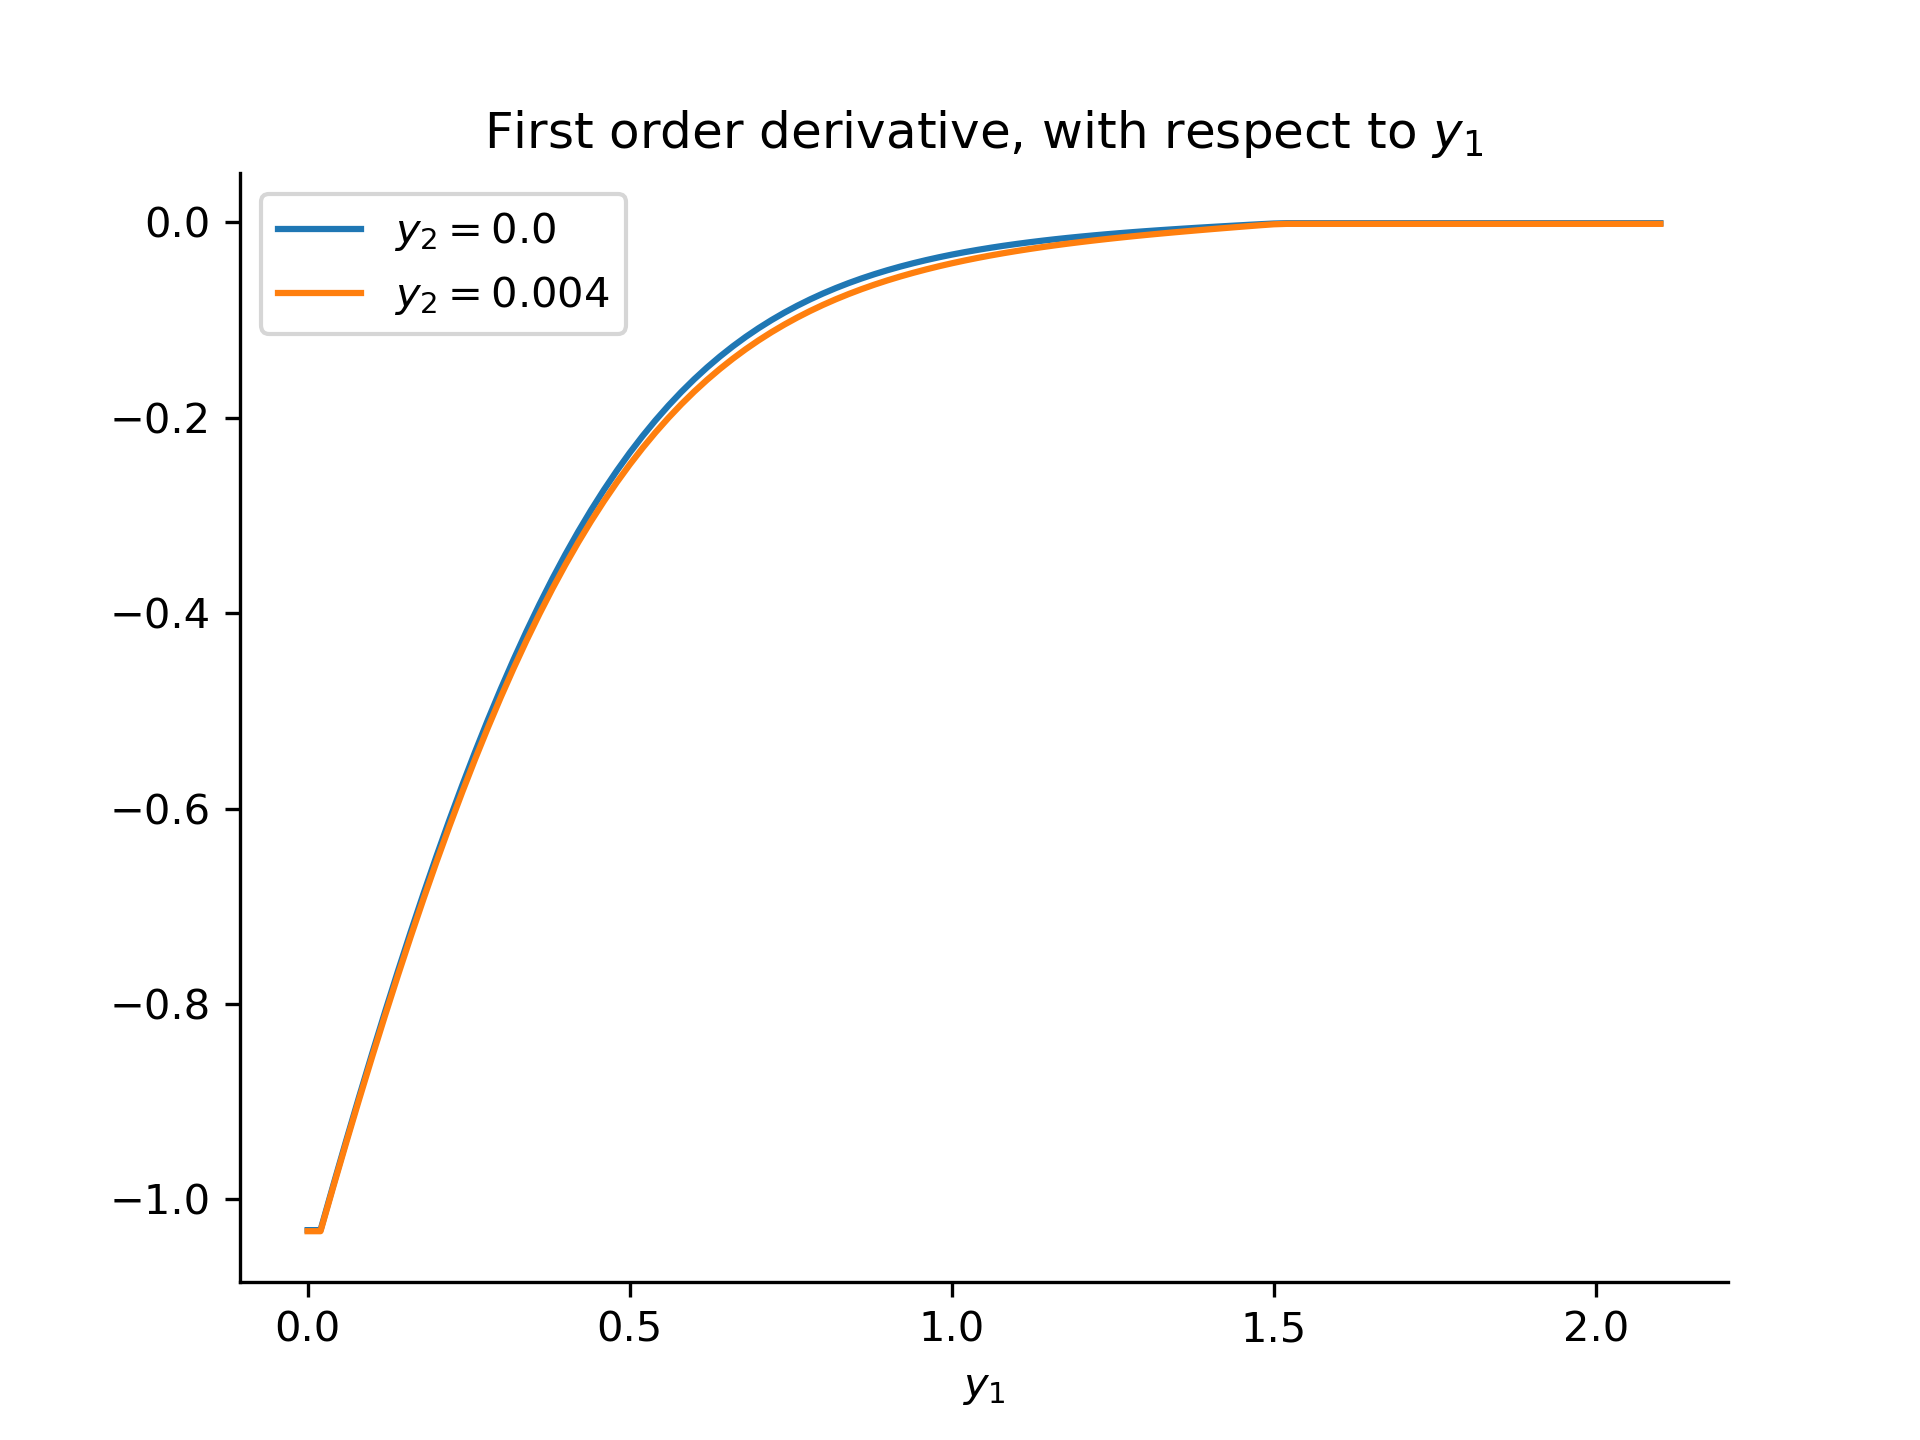 First order derivative, with respect to y₁
y₂ = 0.0
y₂ = 0.004
0.0
−0.2
−0.4
−0.6
−0.8
−1.0
0.0 0.5 1.0 1.5 2.0
y₁